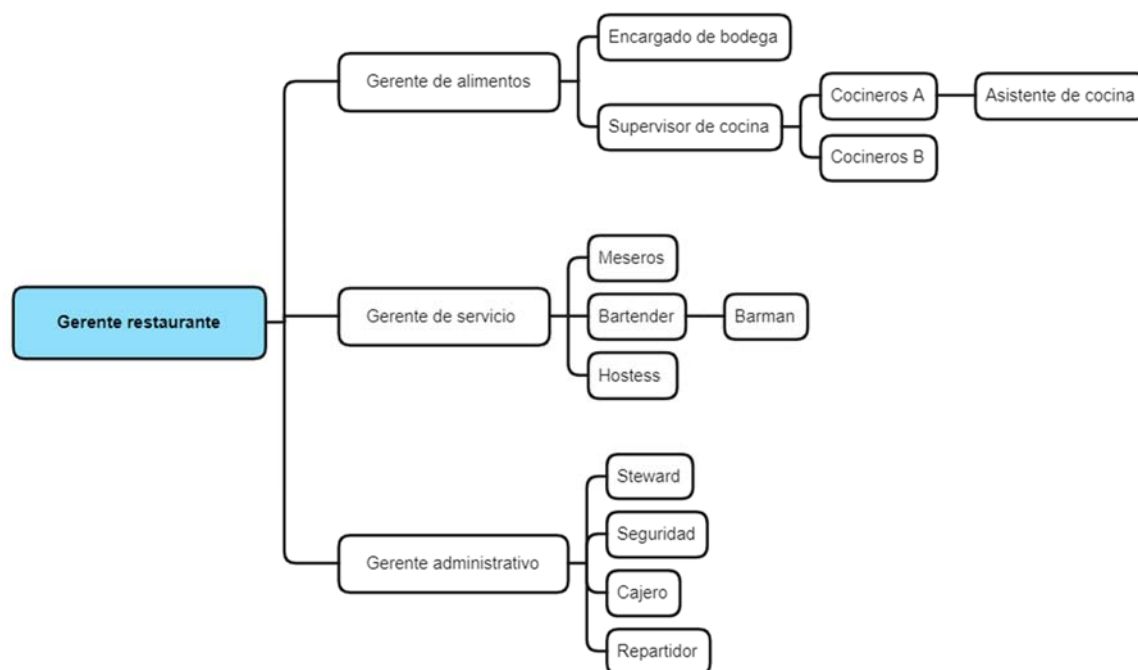 Gerente restaurante
Gerente de alimentos
Encargado de bodega
Supervisor de cocina
Cocineros A
Asistente de cocina
Cocineros B
Gerente de servicio
Meseros
Bartender
Barman
Hostess
Gerente administrativo
Steward
Seguridad
Cajero
Repartidor